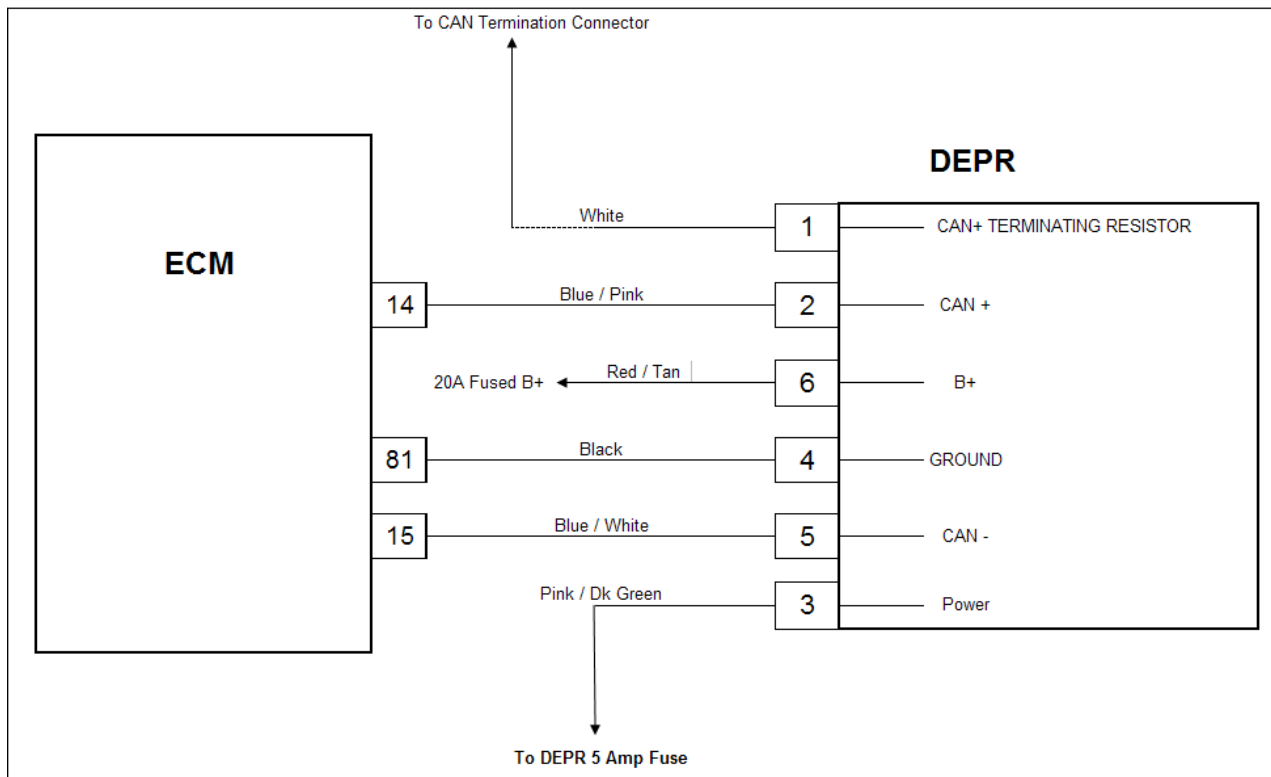 To CAN Termination Connector
DEPR
White
1
CAN+ TERMINATING RESISTOR
ECM
14
Blue / Pink
2
CAN +
20A Fused B+
Red / Tan
6
B+
81
Black
4
GROUND
15
Blue / White
5
CAN -
Pink / Dk Green
3
Power
To DEPR 5 Amp Fuse